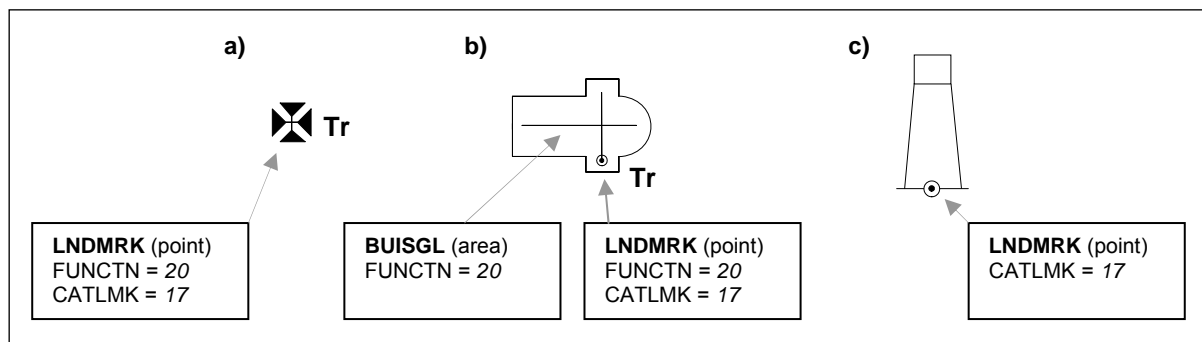 a)
Tr
b)
Tr
c)
LNDMRK (point)
FUNCTN = 20
CATLMK = 17
BUISGL (area)
FUNCTN = 20
LNDMRK (point)
FUNCTN = 20
CATLMK = 17
LNDMRK (point)
CATLMK = 17